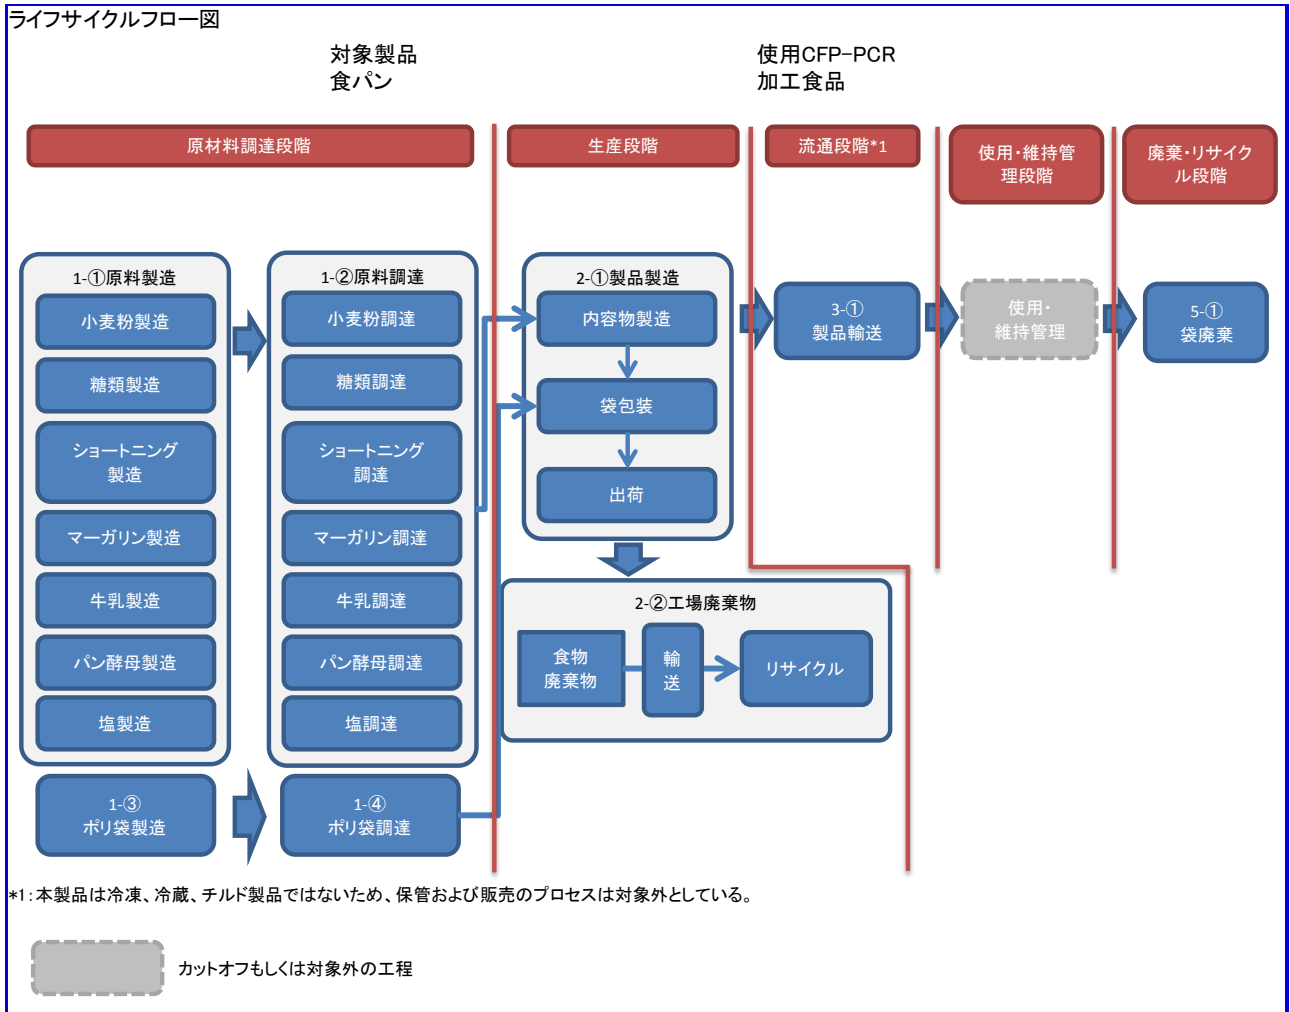 ライフサイクルフロー図
対象製品
食パン
使用CFP-PCR
加工食品
原材料調達段階
生産段階
流通段階*1
使用・維持管
理段階
廃棄・リサイク
ル段階
1-①原料製造
小麦粉製造
糖類製造
ショートニング
製造
マーガリン製造
牛乳製造
パン酵母製造
塩製造
1-③
ポリ袋製造
1-②原料調達
小麦粉調達
糖類調達
ショートニング
調達
マーガリン調達
牛乳調達
パン酵母調達
塩調達
1-④
ポリ袋調達
2-①製品製造
内容物製造
袋包装
出荷
2-②工場廃棄物
食物
廃棄物
輸
送
リサイクル
3-①
製品輸送
使用・
維持管理
5-①
袋廃棄
*1:本製品は冷凍、冷蔵、チルド製品ではないため、保管および販売のプロセスは対象外としている。
カットオフもしくは対象外の工程